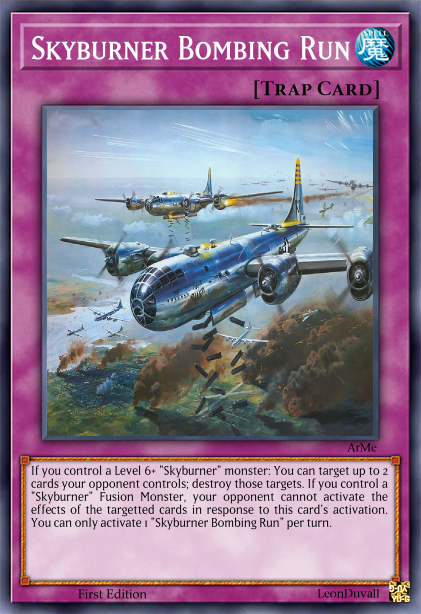 SKYBURNER BOMBING RUN
SPELL
魔
[TRAP CARD]
ArMe
If you control a Level 6+ "Skyburner" monster: You can target up to 2
cards your opponent controls; destroy those targets. If you control a
"Skyburner" Fusion Monster, your opponent cannot activate the
effects of the targetted cards in response to this card's activation.
You can only activate 1 "Skyburner Bombing Run" per turn.
First Edition
LeonDuvall